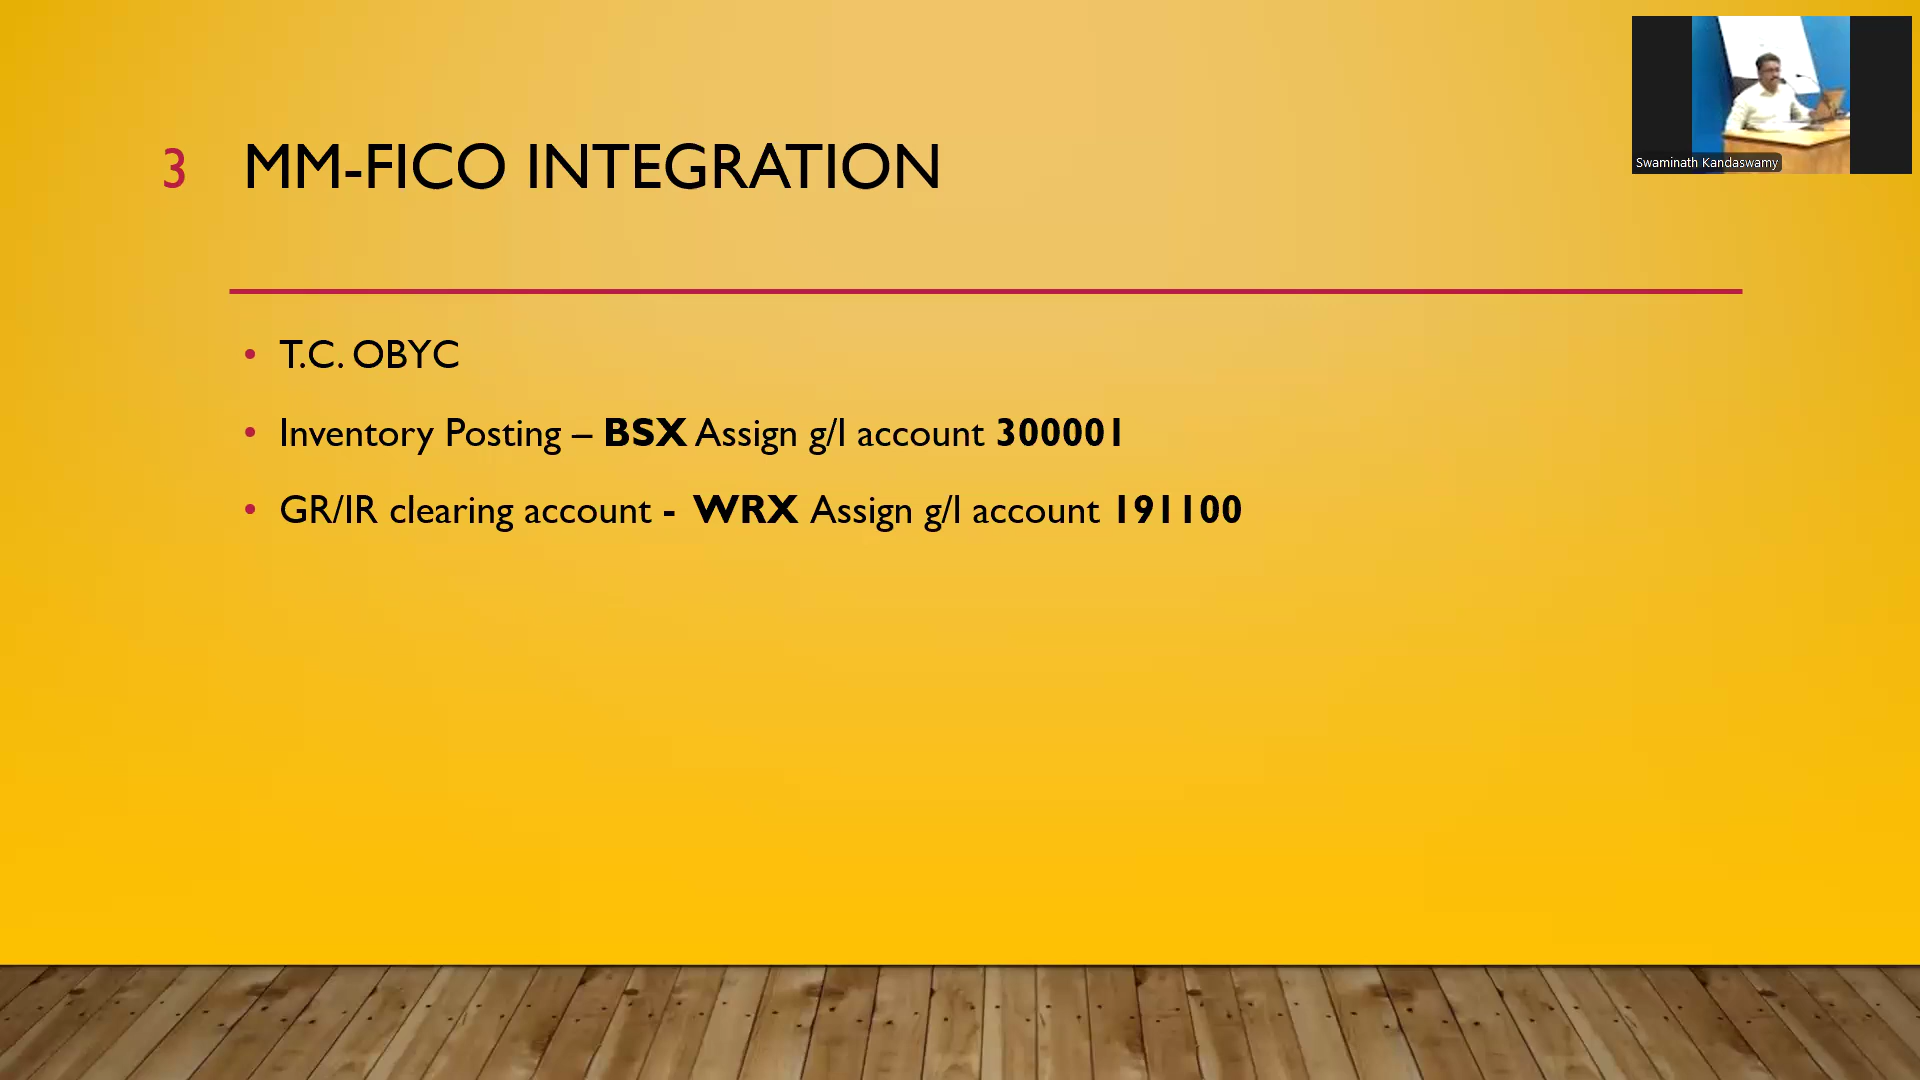 Swaminath Kandaswamy
3 MM-FICO INTEGRATION
• T.C. OBYC
• Inventory Posting – BSX Assign g/l account 300001
• GR/IR clearing account - WRX Assign g/l account 191100